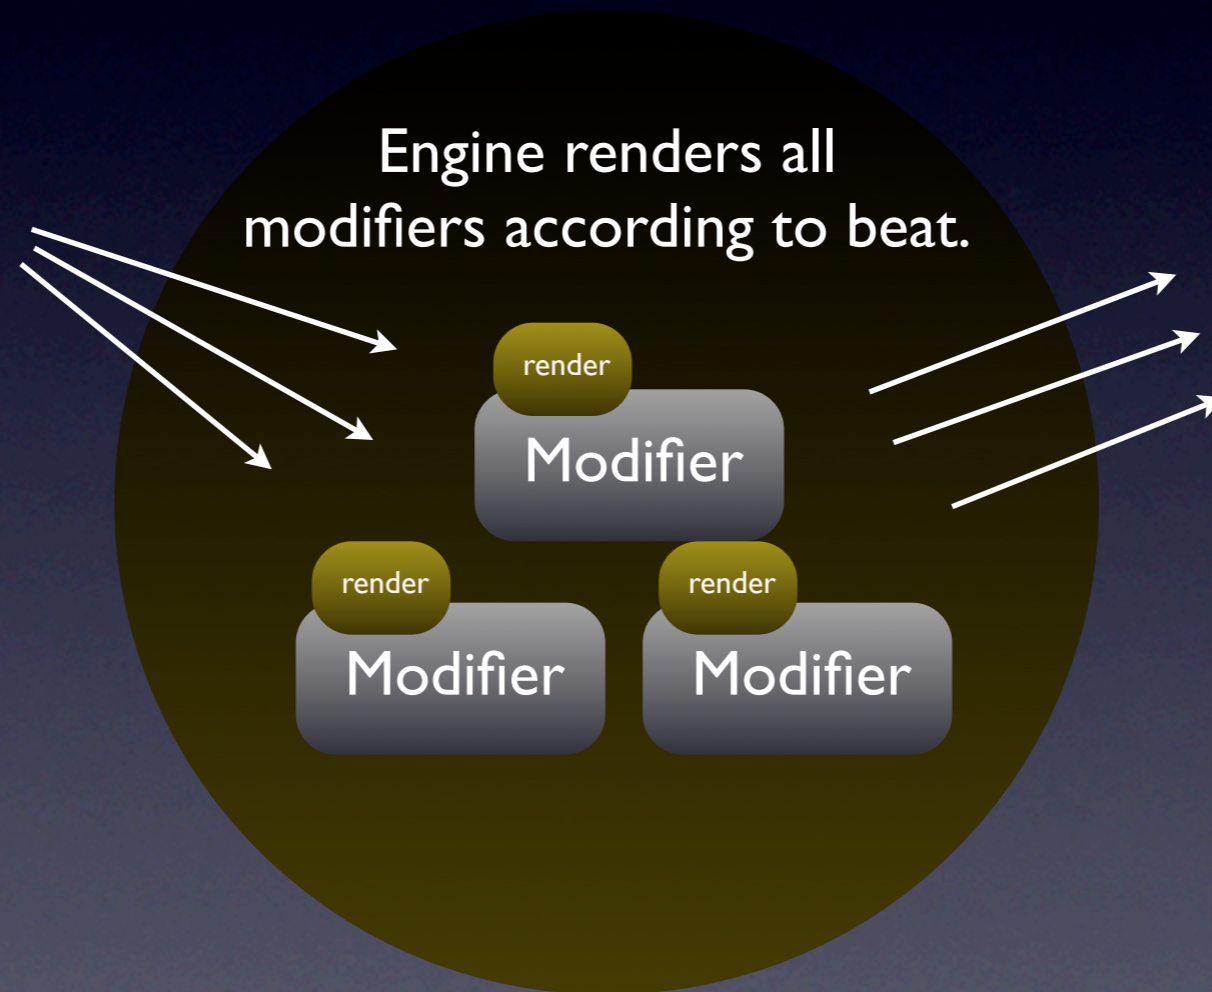 Engine renders all
modifiers according to beat.
render
Modifier
render
render
Modifier
Modifier